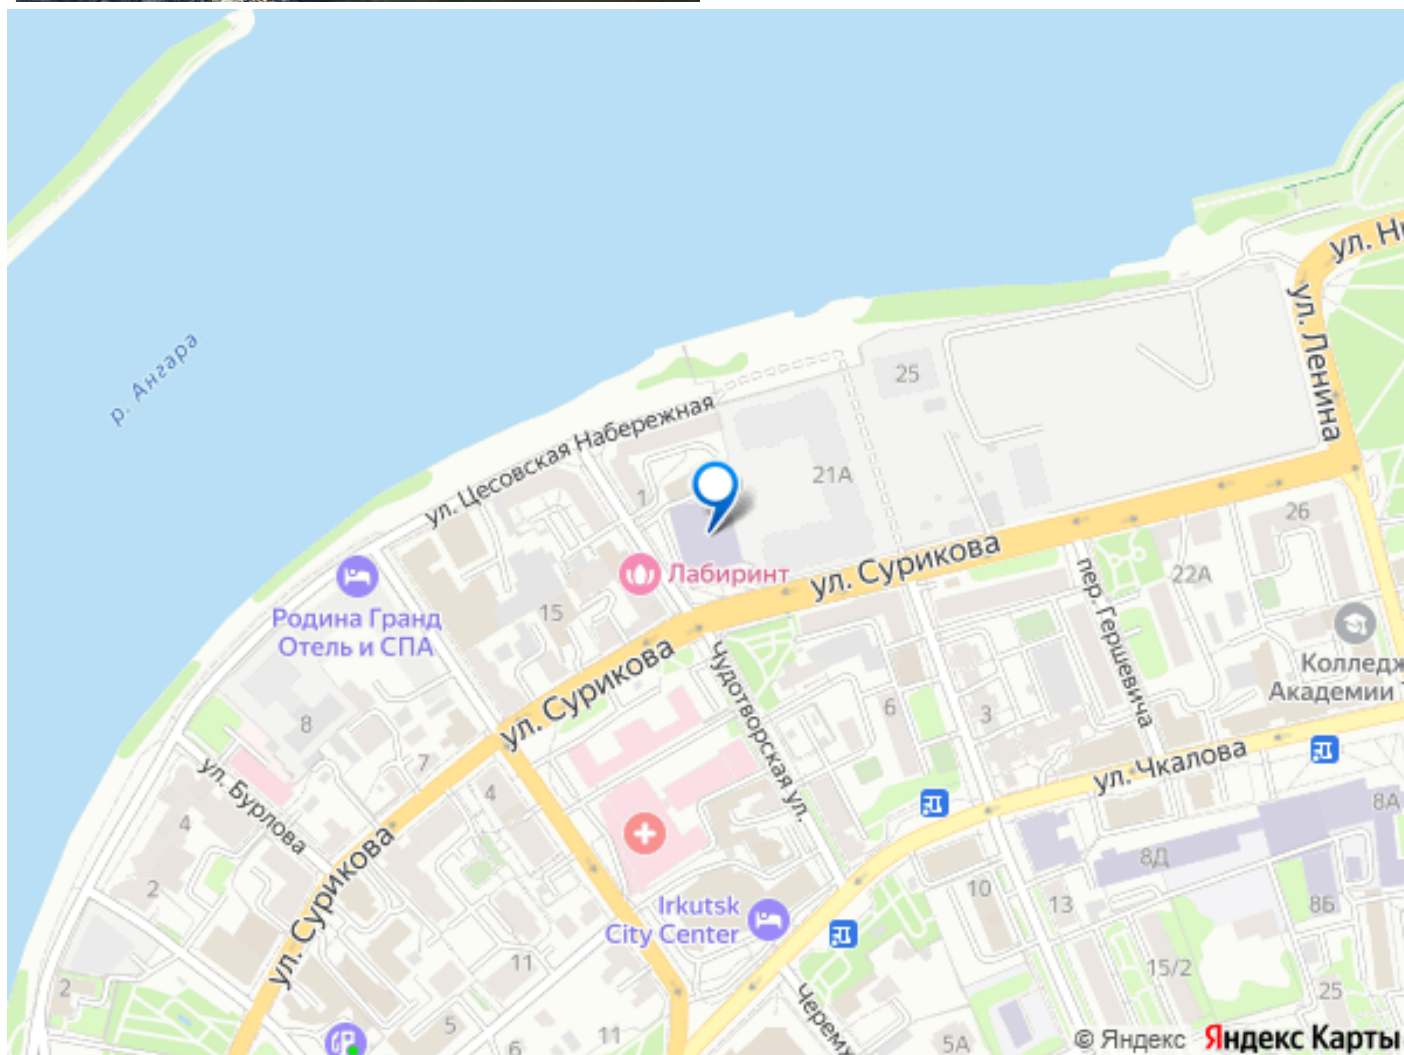 ул. Ни
ул. Ленина
р. Ангара
25
ул. Цесовская Набережная
21А
1
26
ул. Сурикова
Лабиринт
22А
пер. Гершевича
15
Родина Гранд
Отель и СПА
Колледж
Академии
ул. Сурикова
Чудотворская ул.
6
3
8
7
ул. Чкалова
ул. Бурлова
4
4
8А
8Д
ул. Сурикова
2
10
13
8Б
Irkutsk
City Center
11
15/2
2
25
5
6
11
Черемх
5А
© Яндекс Яндекс Карты